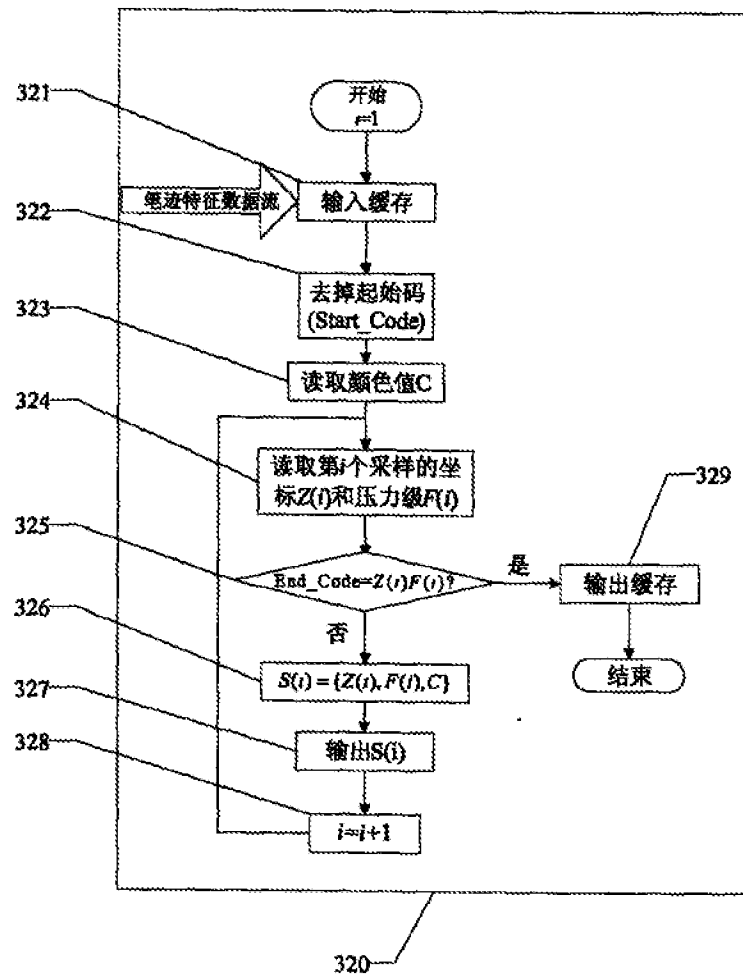 321
开始
i=1
笔迹特征数据流
输入缓存
322
去掉起始码
(Start_Code)
323
读取颜色值C
324
读取第i个采样的坐
标Z(i)和压力级F(i)
329
325
End_Code=Z(i)F(i)?
是
输出缓存
否
326
S(i)={Z(i),F(i),C}
结束
327
输出S(i)
328
i=i+1
320